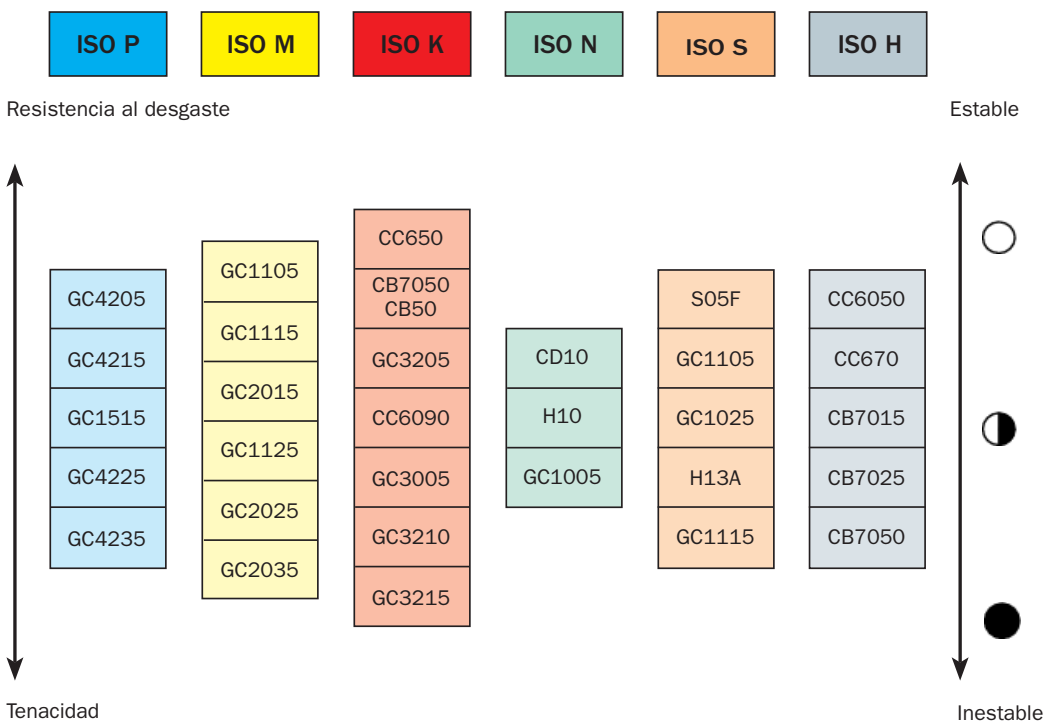 ISO P
ISO M
ISO K
ISO N
ISO S
ISO H
Resistencia al desgaste
Estable
GC4205
GC4215
GC1515
GC4225
GC4235
GC1105
GC1115
GC2015
GC1125
GC2025
GC2035
CC650
CB7050
CB50
GC3205
CC6090
GC3005
GC3210
GC3215
CD10
H10
GC1005
S05F
GC1105
GC1025
H13A
GC1115
CC6050
CC670
CB7015
CB7025
CB7050
Tenacidad
Inestable